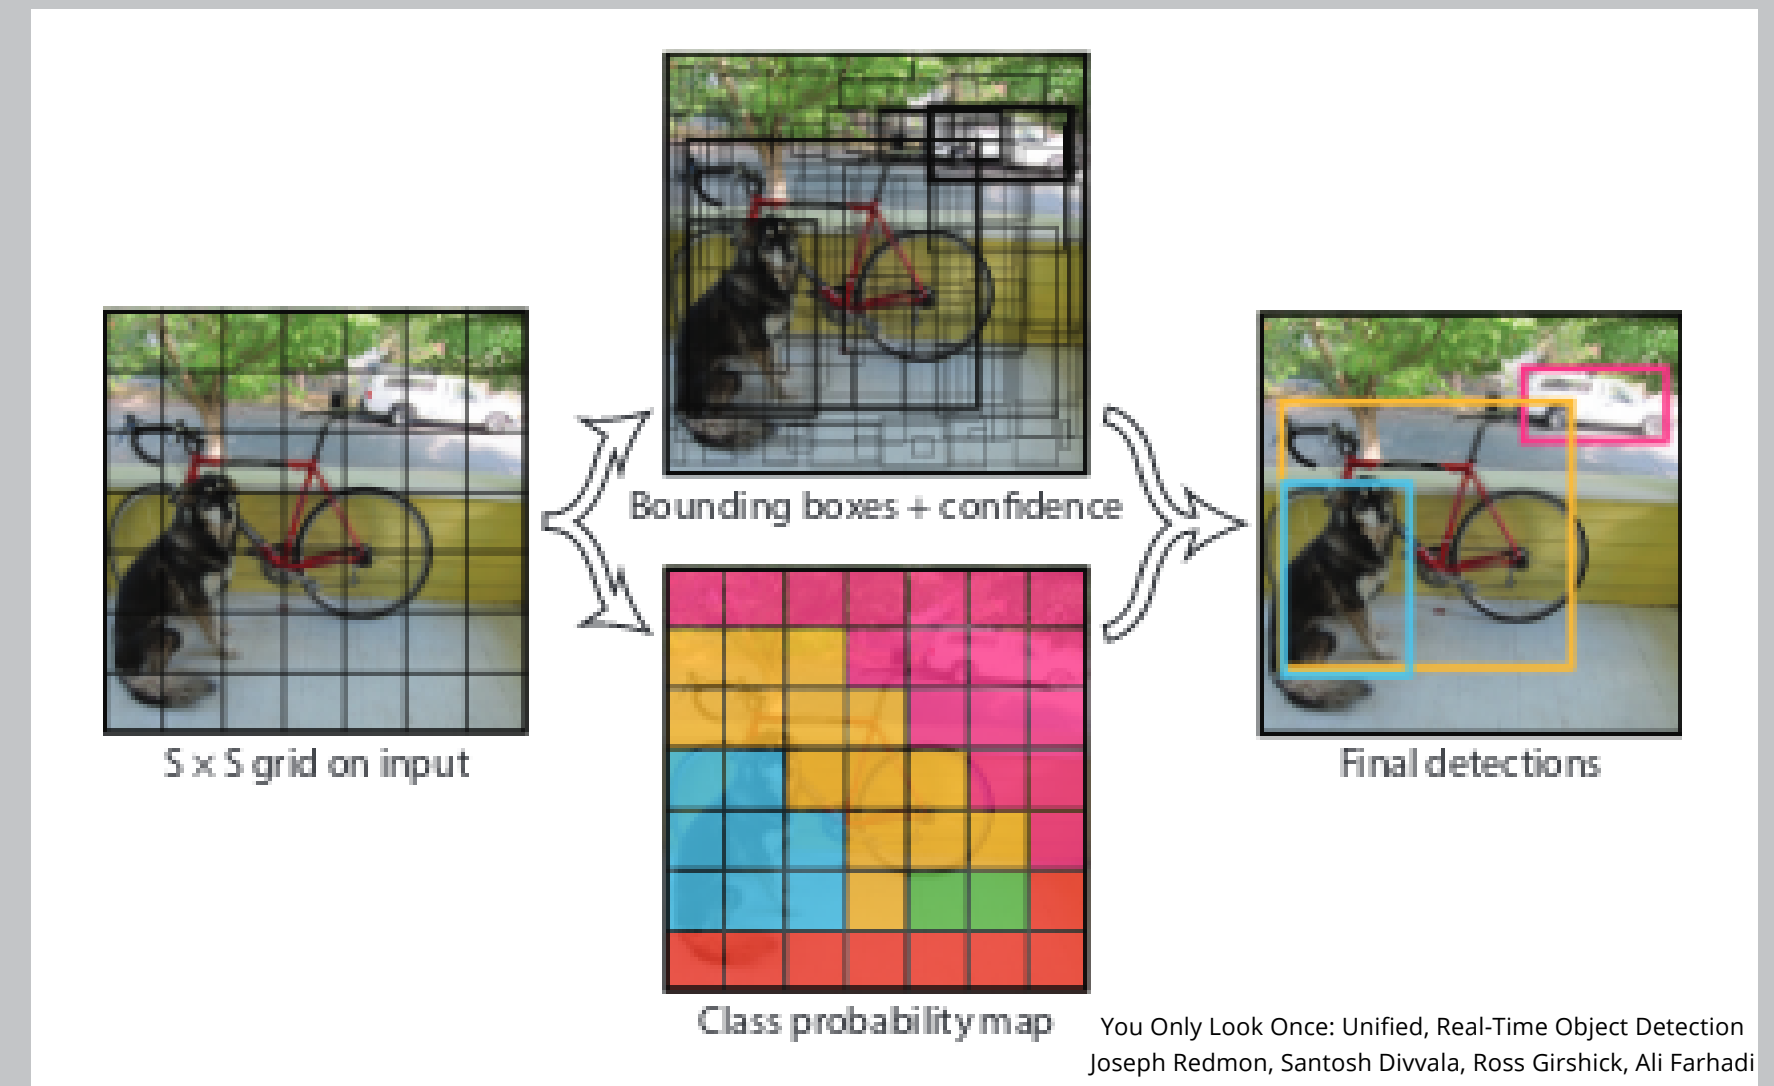 Bounding boxes + confidence
S × S grid on input
Final detections
Class probability map
You Only Look Once: Unified, Real-Time Object Detection
Joseph Redmon, Santosh Divvala, Ross Girshick, Ali Farhadi